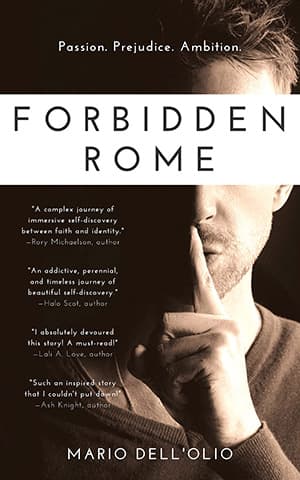 Passion. Prejudice. Ambition.
FORBIDDEN
ROME
"A complex journey of
immersive self-discovery
between faith and identity."
—Rory Michaelson, author
"An addictive, perennial,
and timeless journey of
beautiful self-discovery."
—Halo Scot, author
"I absolutely devoured
this story! A must-read!"
—Lali A. Love, author
"Such an inspired story
that I couldn't put down!"
—Ash Knight, author
MARIO DELL'OLIO